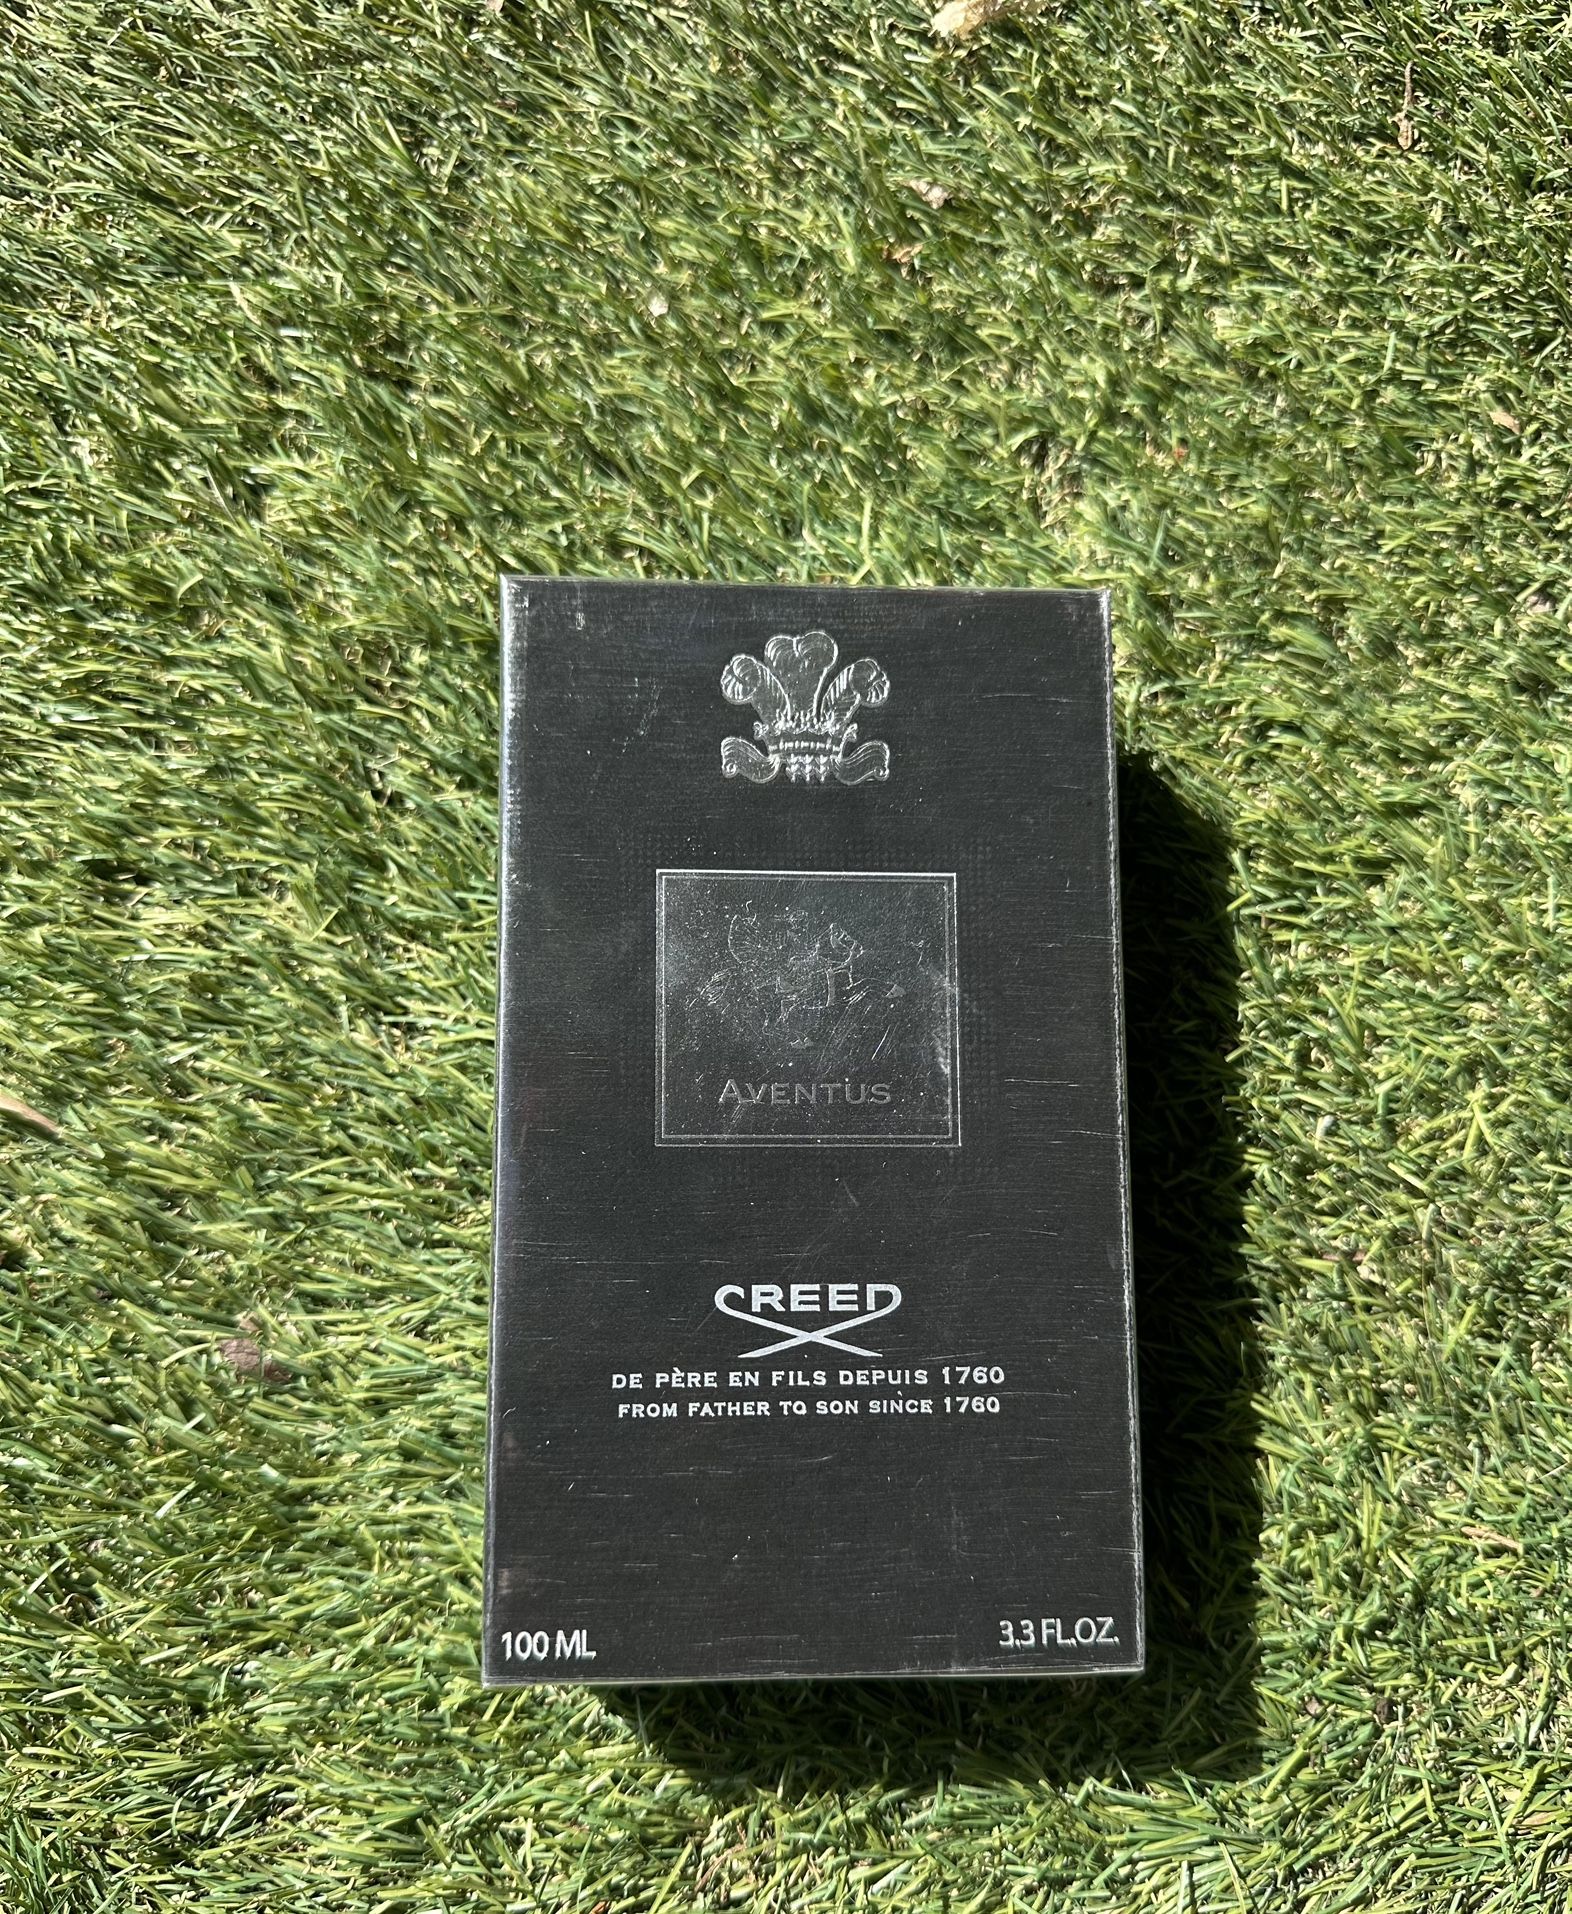 AVENTUS
CREED
DE PÈRE EN FILS DEPUIS 1760
FROM FATHER TO SON SINCE 1760
100 ML
3.3 FL.OZ.